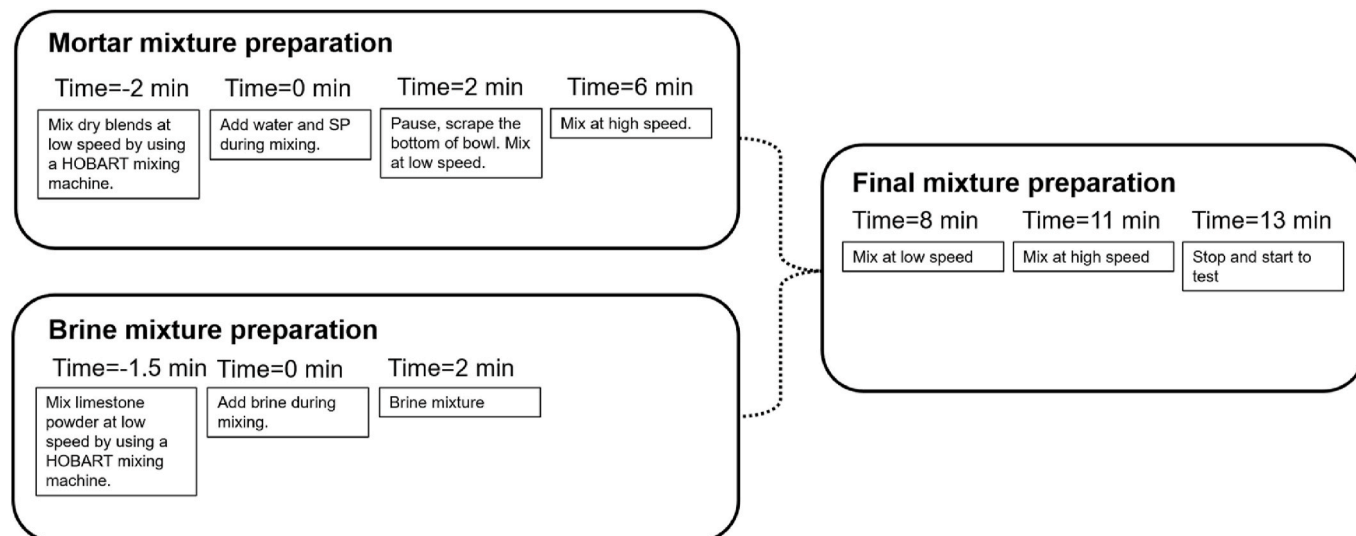 Mortar mixture preparation
Time=-2 min
Mix dry blends at
low speed by using
a HOBART mixing
machine.
Time=0 min
Add water and SP
during mixing.
Time=2 min
Pause, scrape the
bottom of bowl. Mix
at low speed.
Time=6 min
Mix at high speed.
Brine mixture preparation
Time=-1.5 min
Mix limestone
powder at low
speed by using a
HOBART mixing
machine.
Time=0 min
Add brine during
mixing.
Time=2 min
Brine mixture
Final mixture preparation
Time=8 min
Mix at low speed
Time=11 min
Mix at high speed
Time=13 min
Stop and start to
test